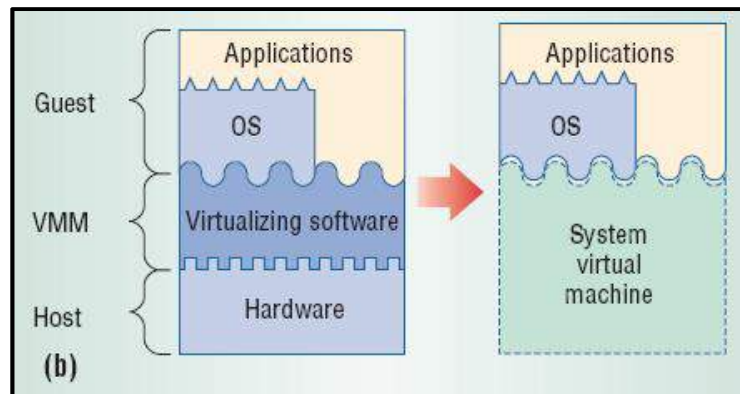 Applications
OS
Guest
VMM
Virtualizing software
Hardware
Host
(b)
Applications
OS
System
virtual
machine